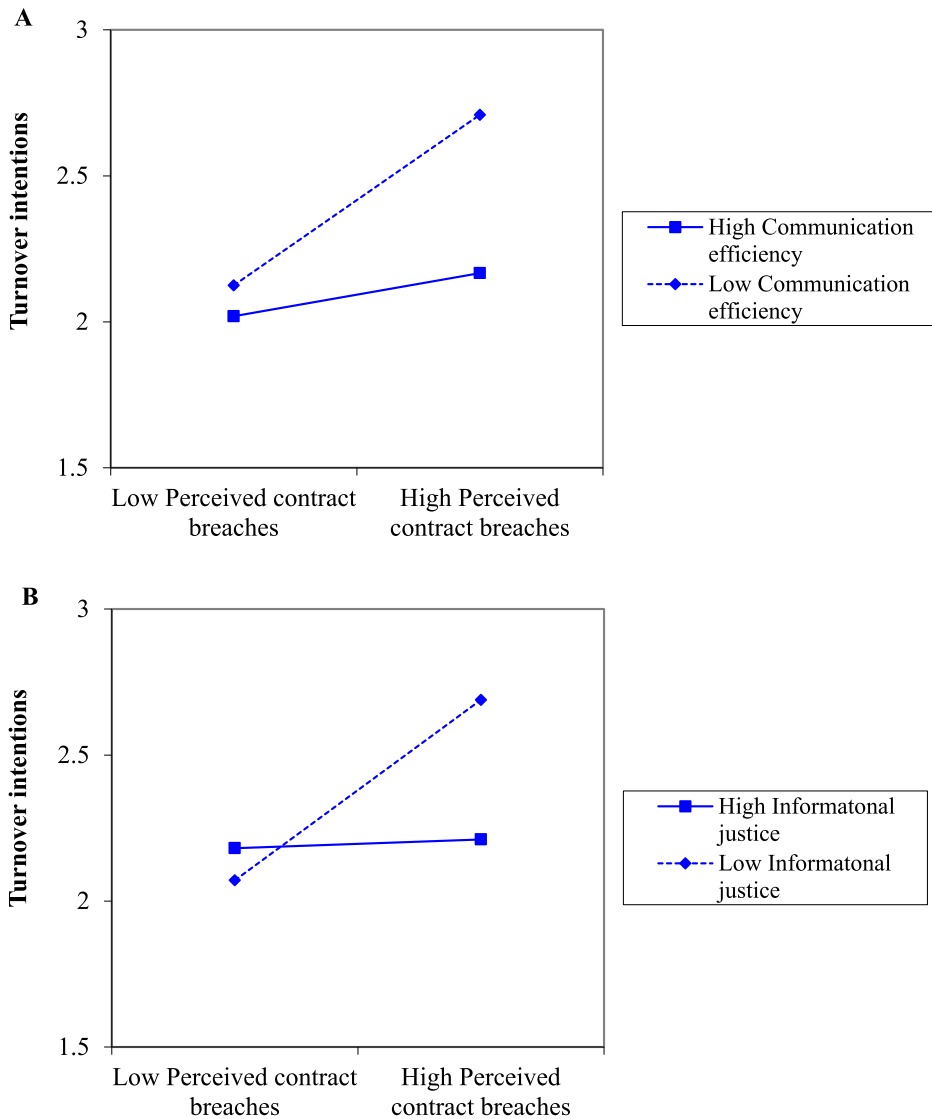 A
3
2.5
2
1.5
Turnover intentions
Low Perceived contract
breaches
High Perceived
contract breaches
High Communication
efficiency
Low Communication
efficiency
B
3
2.5
2
1.5
Turnover intentions
Low Perceived contract
breaches
High Perceived
contract breaches
High Informatonal
justice
Low Informatonal
justice